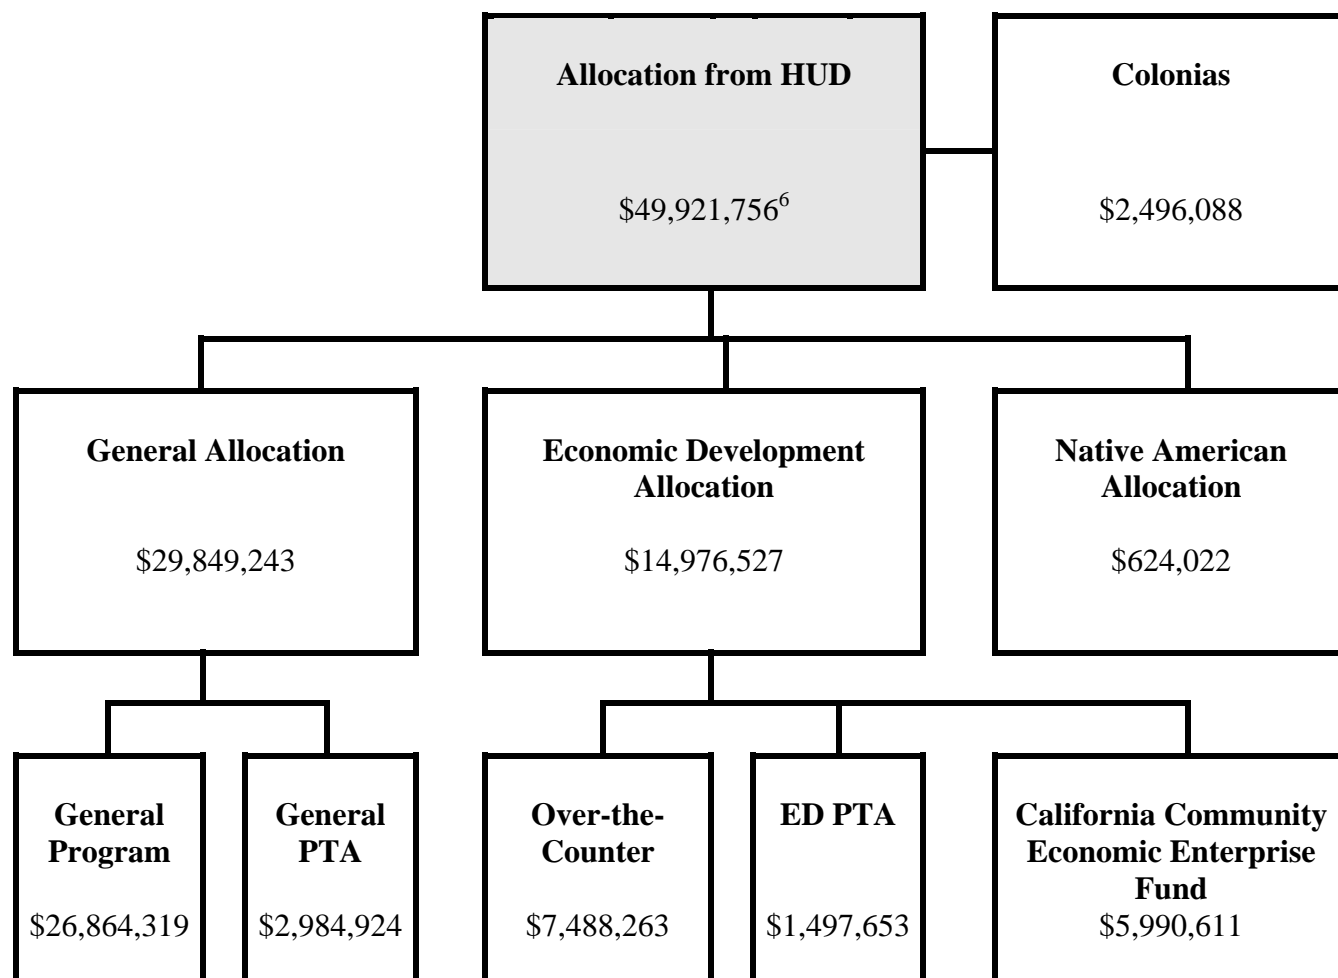 Allocation from HUD
$49,921,756⁶
Colonias
$2,496,088
General Allocation
$29,849,243
Economic Development
Allocation
$14,976,527
Native American
Allocation
$624,022
General
Program
$26,864,319
General
PTA
$2,984,924
Over-the-
Counter
$7,488,263
ED PTA
$1,497,653
California Community
Economic Enterprise
Fund
$5,990,611